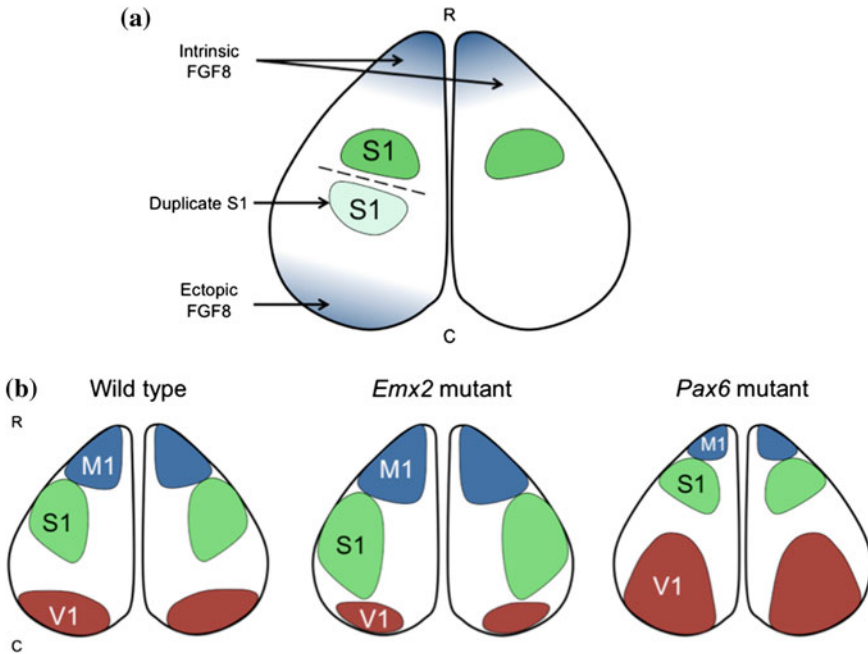 (a)
R
Intrinsic
FGF8
S1
Duplicate S1
S1
Ectopic
FGF8
C
(b)
Wild type
Emx2 mutant
Pax6 mutant
R
M1
S1
V1
M1
S1
V1
M1
S1
V1
C